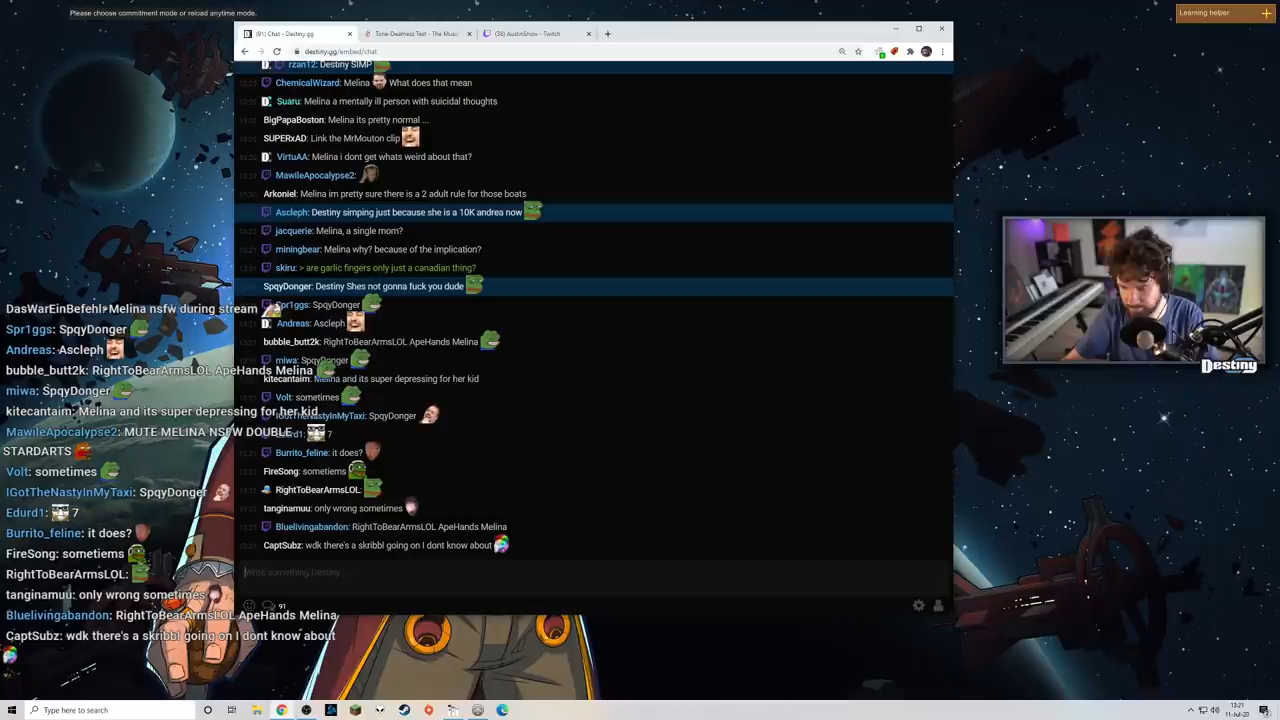 Please choose commitment mode or reload anytime mode.
Learning helper
(91) Chat - Destiny.gg
Tone-Deafness Test - The Music
(38) AustinShow - Twitch
destiny.gg/embed/chat
rzan12: Destiny SIMP
ChemicalWizard: Melina What does that mean
Suaru: Melina a mentally ill person with suicidal thoughts
BigPapaBoston: Melina its pretty normal ...
SUPERxAD: Link the MrMouton clip
VirtuAA: Melina i dont get whats weird about that?
MawileApocalypse2:
Arkoniel: Melina im pretty sure there is a 2 adult rule for those boats
Ascleph: Destiny simping just because she is a 10K andrea now
jacquerie: Melina, a single mom?
miningbear: Melina why? because of the implication?
skiru: > are garlic fingers only just a canadian thing?
SpqyDonger: Destiny Shes not gonna fuck you dude
Spr1ggs: SpqyDonger
Andreas: Ascleph
bubble_butt2k: RightToBearArmsLOL ApeHands Melina
miwa: SpqyDonger
kitecantaim: Melina and its super depressing for her kid
Volt: sometimes
IGotTheNastyInMyTaxi: SpqyDonger
Edurd1: 7
Burrito_feline: it does?
FireSong: sometiems
RightToBearArmsLOL:
tanginamuu: only wrong sometimes
Bluelivingabandon: RightToBearArmsLOL ApeHands Melina
CaptSubz: wdk there's a skribbl going on I dont know about
Write something Destiny
91
DasWarEinBefehl: Melina nsfw during stream
Spr1ggs: SpqyDonger
Andreas: Ascleph
bubble_butt2k: RightToBearArmsLOL ApeHands Melina
miwa: SpqyDonger
kitecantaim: Melina and its super depressing for her kid
MawileApocalypse2: MUTE MELINA NSFW DOUBLE
STARDARTS
Volt: sometimes
IGotTheNastyInMyTaxi: SpqyDonger
Edurd1: 7
Burrito_feline: it does?
FireSong: sometiems
RightToBearArmsLOL:
tanginamuu: only wrong sometimes
Bluelivingabandon: RightToBearArmsLOL ApeHands Melina
CaptSubz: wdk there's a skribbl going on I dont know about
Destiny
Type here to search
13:21
11-Jul-20